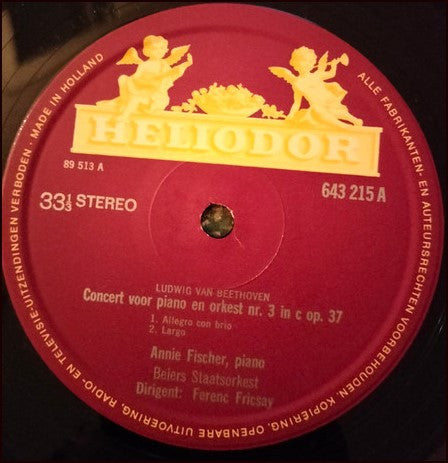 HELIODOR
89 513 A
643 215 A
33⅓ STEREO
LUDWIG VAN BEETHOVEN
Concert voor piano en orkest nr. 3 in c op. 37
1. Allegro con brio
2. Largo
Annie Fischer, piano
Beiers Staatsorkest
Dirigent: Ferenc Fricsay
ALLE FABRIKANTEN- EN AUTEURSRECHTEN VOORBEHOUDEN. KOPIËRING, OPENBARE UITVOERING, RADIO- EN TELEVISIE-UITZENDINGEN VERBODEN · MADE IN HOLLAND